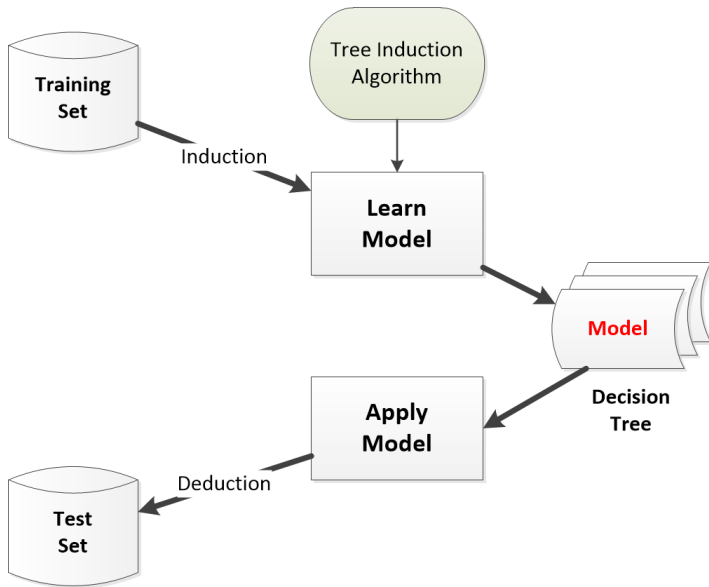 Tree Induction
Algorithm
Training
Set
Induction
Learn
Model
Model
Decision
Tree
Apply
Model
Deduction
Test
Set